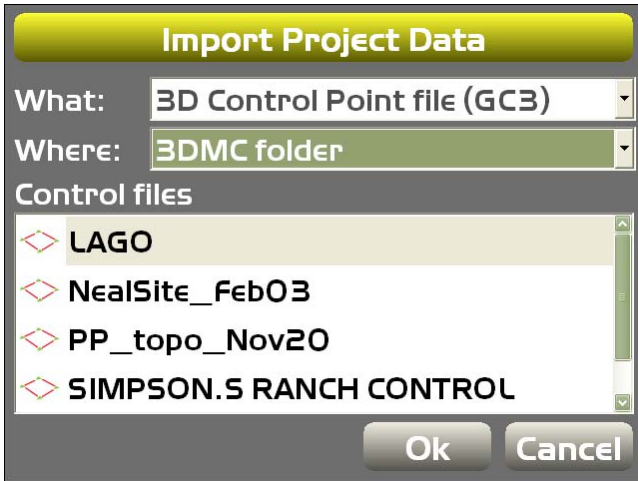 Import Project Data
What: 3D Control Point file (GC3)
Where: 3DMC folder
Control files
LAGO
NealSite_Feb03
PP_topo_Nov20
SIMPSON.S RANCH CONTROL
Ok Cancel